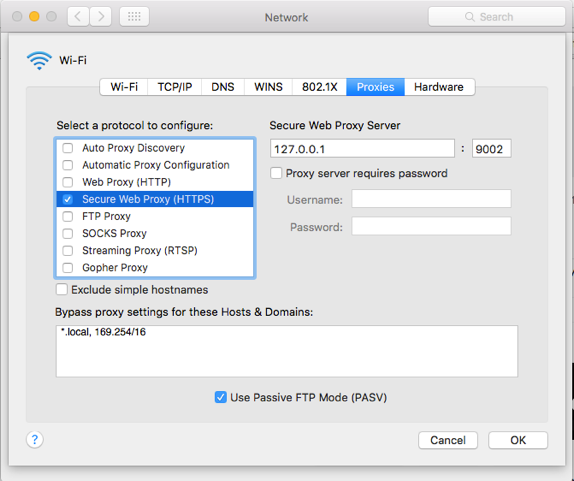 Network
Search
Wi-Fi
Wi-Fi TCP/IP DNS WINS 802.1X Proxies Hardware
Select a protocol to configure:
Auto Proxy Discovery
Automatic Proxy Configuration
Web Proxy (HTTP)
Secure Web Proxy (HTTPS)
FTP Proxy
SOCKS Proxy
Streaming Proxy (RTSP)
Gopher Proxy
Exclude simple hostnames
Secure Web Proxy Server
127.0.0.1 : 9002
Proxy server requires password
Username:
Password:
Bypass proxy settings for these Hosts & Domains:
*.local, 169.254/16
Use Passive FTP Mode (PASV)
? Cancel OK